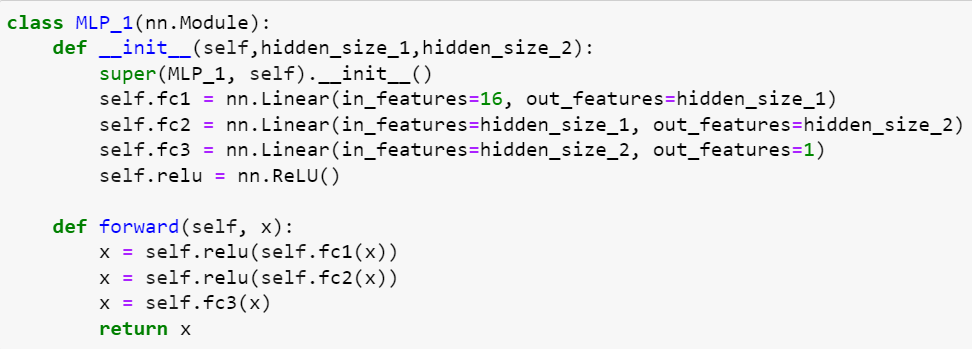 class MLP_1(nn.Module):
    def __init__(self,hidden_size_1,hidden_size_2):
        super(MLP_1, self).__init__()
        self.fc1 = nn.Linear(in_features=16, out_features=hidden_size_1)
        self.fc2 = nn.Linear(in_features=hidden_size_1, out_features=hidden_size_2)
        self.fc3 = nn.Linear(in_features=hidden_size_2, out_features=1)
        self.relu = nn.ReLU()

    def forward(self, x):
        x = self.relu(self.fc1(x))
        x = self.relu(self.fc2(x))
        x = self.fc3(x)
        return x